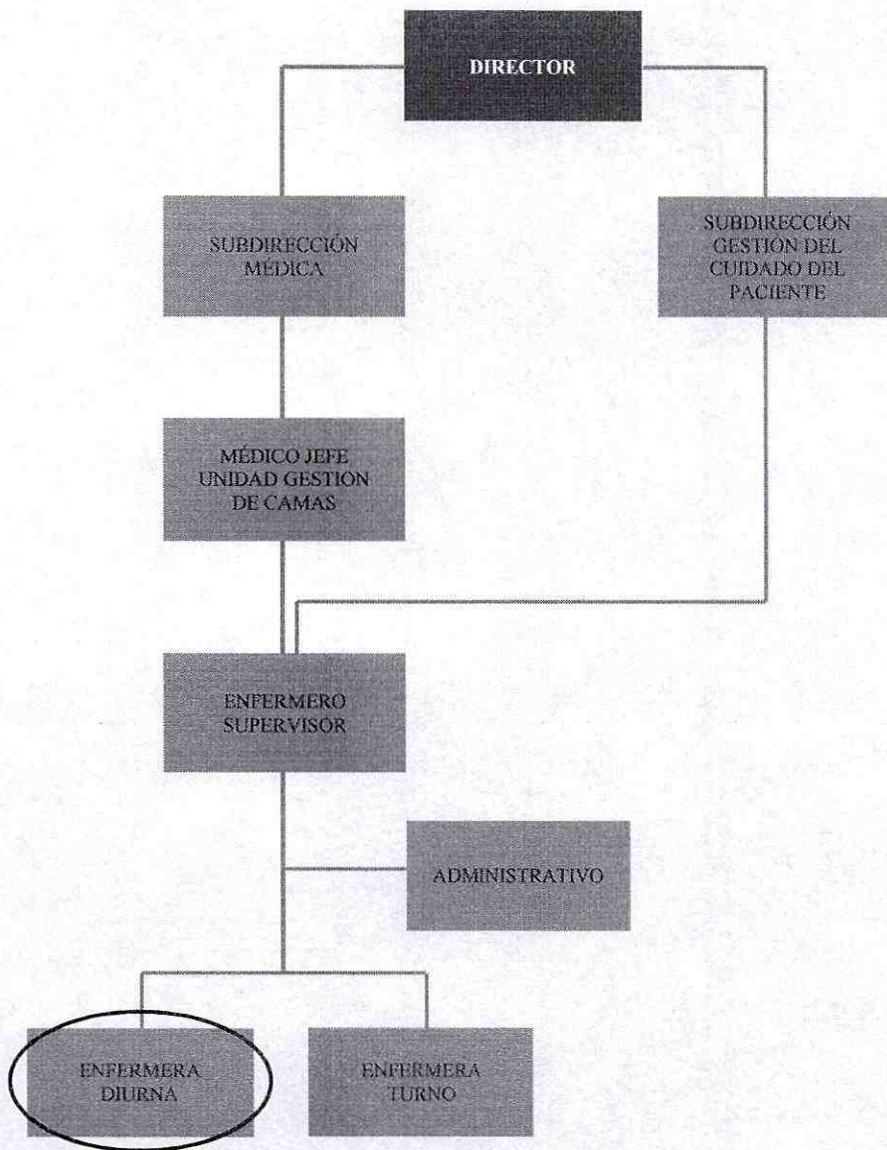 DIRECTOR
SUBDIRECCIÓN
MÉDICA
SUBDIRECCIÓN
GESTIÓN DEL
CUIDADO DEL
PACIENTE
MÉDICO JEFE
UNIDAD GESTIÓN
DE CAMAS
ENFERMERO
SUPERVISOR
ADMINISTRATIVO
ENFERMERA
DIURNA
ENFERMERA
TURNO